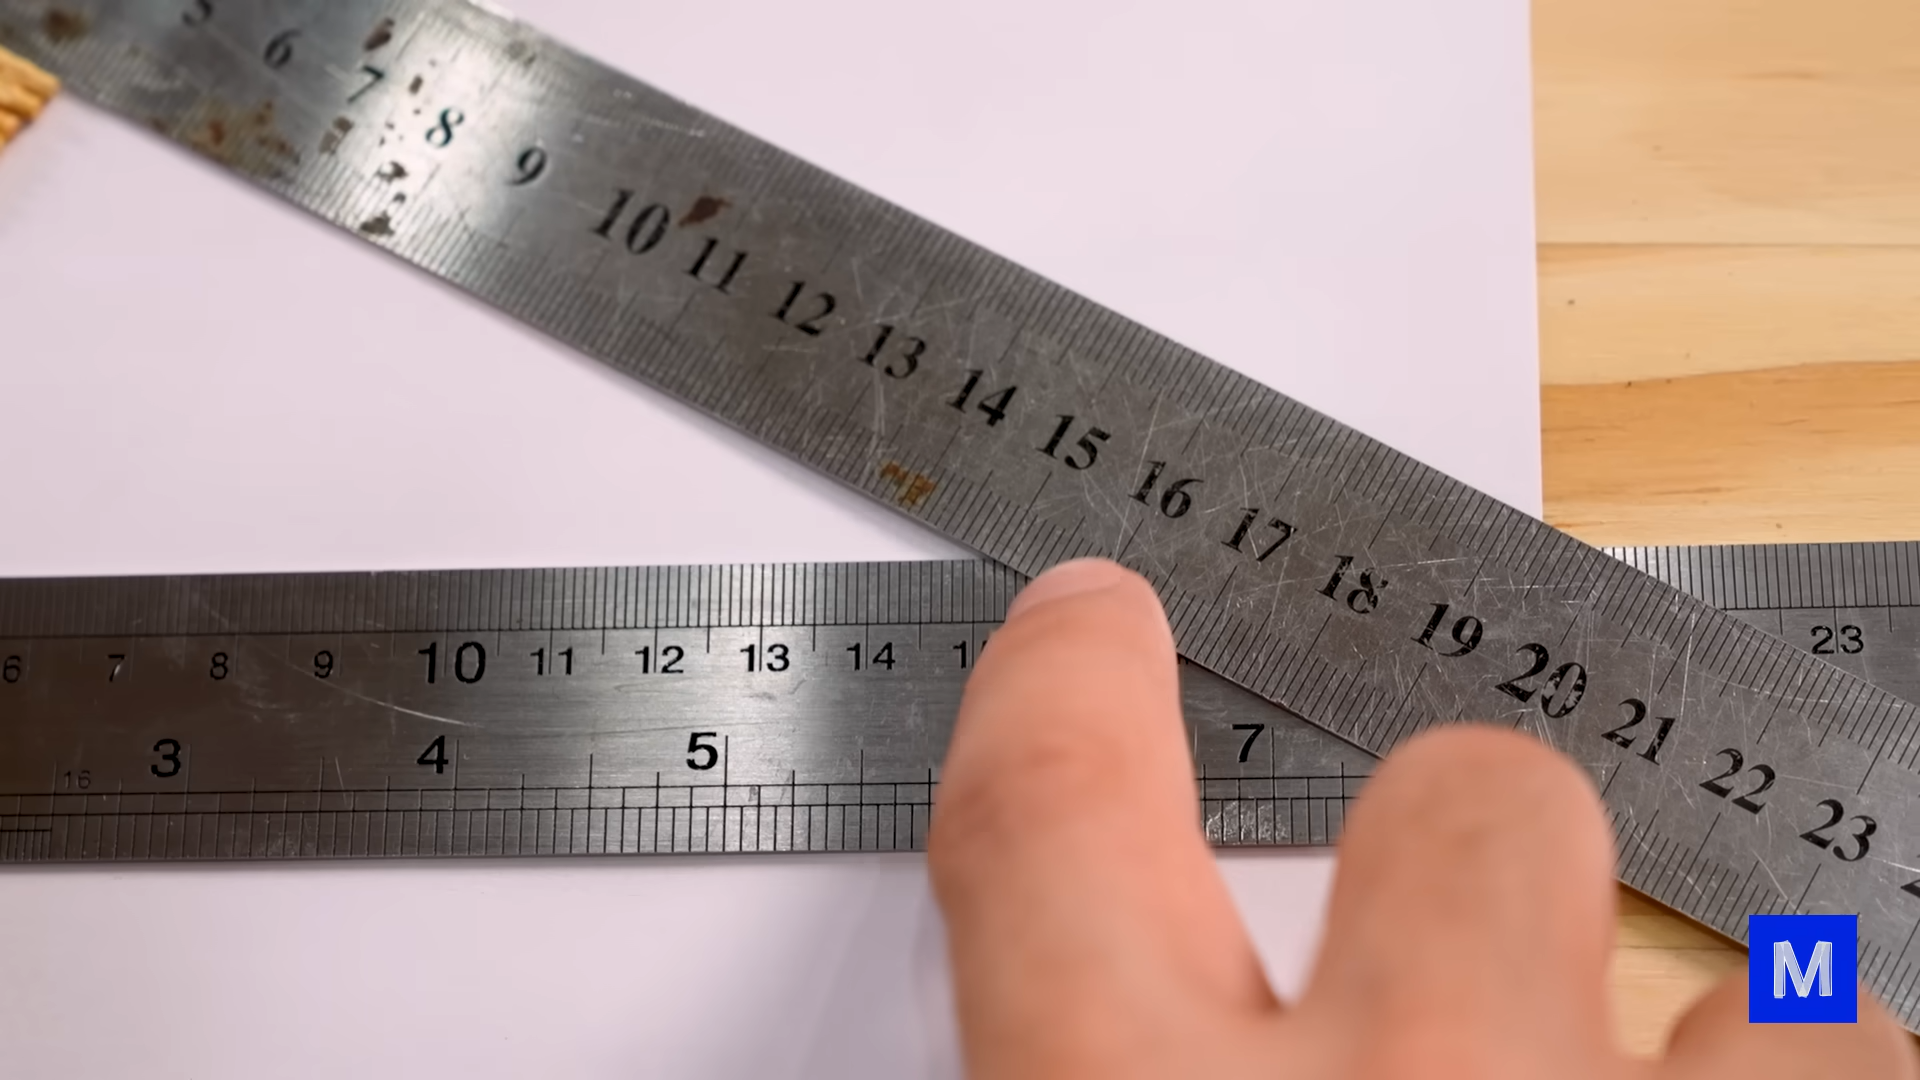 5 6 7 8 9 10 11 12 13 14 15 16 17 18 19 20 21 22 23
6 7 8 9 10 11 12 13 14 23
3 4 5 7
16
M